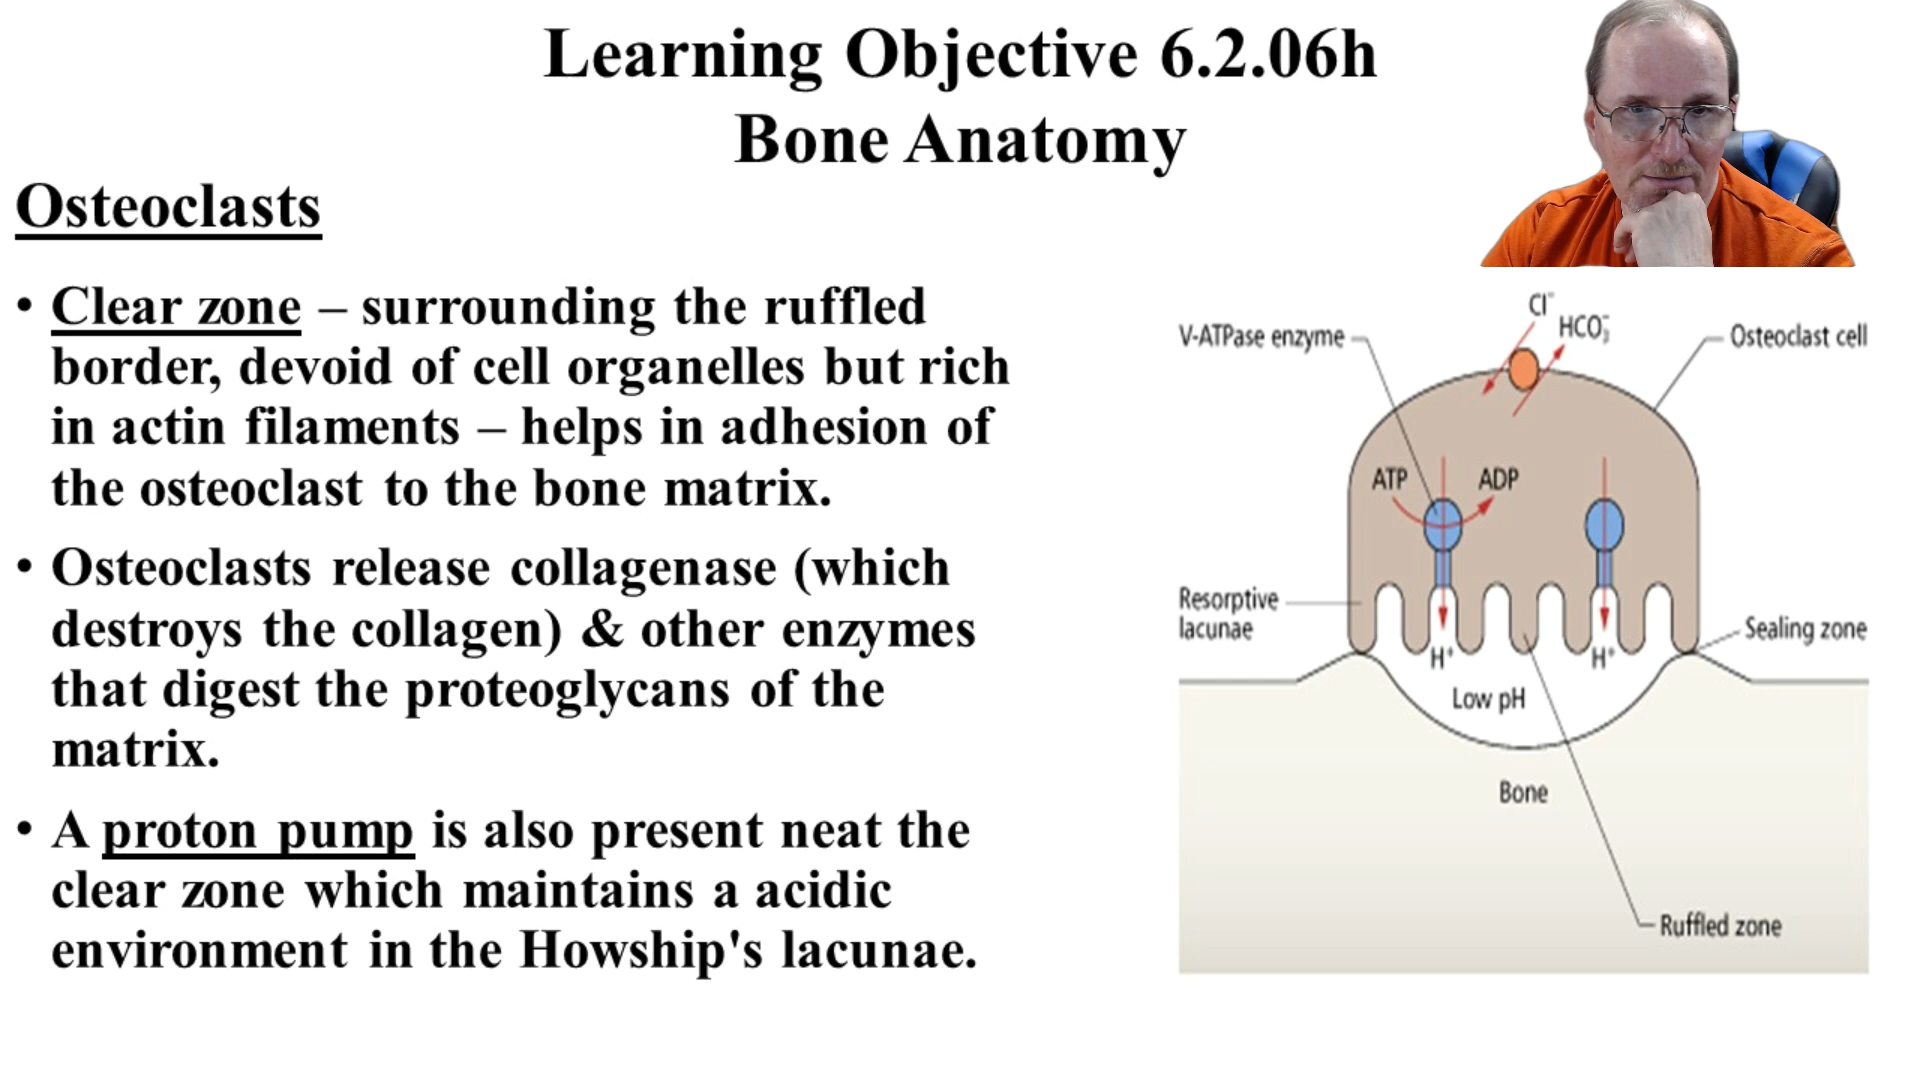 Learning Objective 6.2.06h
Bone Anatomy
Osteoclasts
• Clear zone – surrounding the ruffled
border, devoid of cell organelles but rich
in actin filaments – helps in adhesion of
the osteoclast to the bone matrix.
• Osteoclasts release collagenase (which
destroys the collagen) & other enzymes
that digest the proteoglycans of the
matrix.
• A proton pump is also present neat the
clear zone which maintains a acidic
environment in the Howship's lacunae.
Cl⁻
HCO₃⁻
V-ATPase enzyme
Osteoclast cell
ATP
ADP
Resorptive
lacunae
Sealing zone
H⁺
H⁺
Low pH
Bone
Ruffled zone